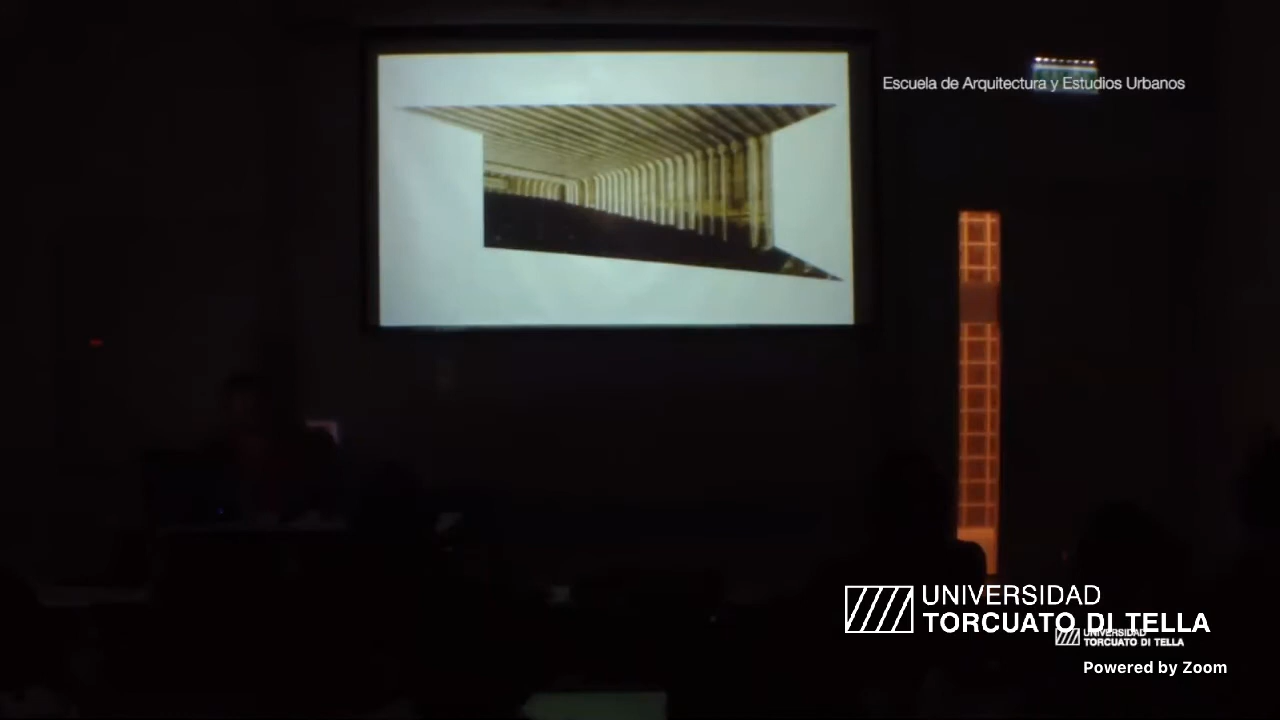 Escuela de Arquitectura y Estudios Urbanos
UNIVERSIDAD
TORCUATO DI TELLA
UNIVERSIDAD
TORCUATO DI TELLA
Powered by Zoom